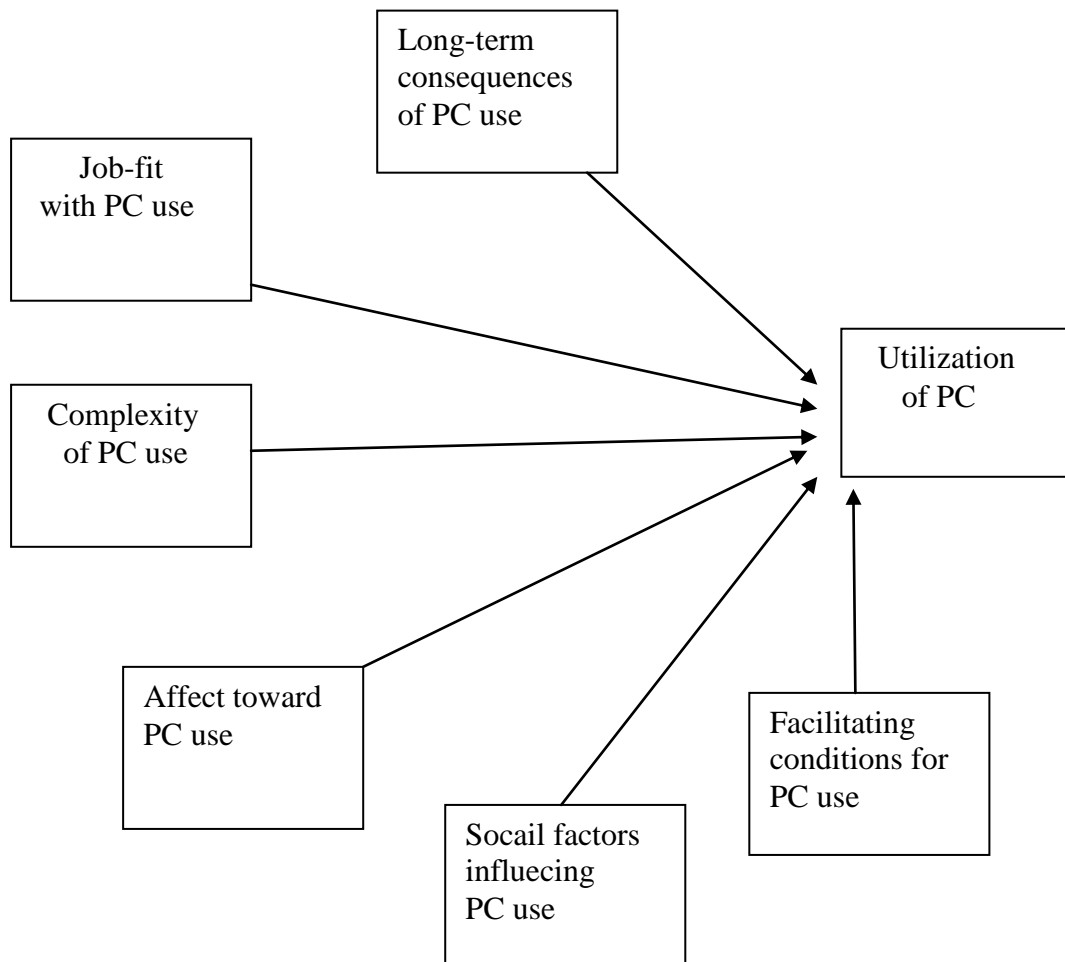 Long-term
consequences
of PC use
Job-fit
with PC use
Utilization
of PC
Complexity
of PC use
Affect toward
PC use
Facilitating
conditions for
PC use
Socail factors
influecing
PC use